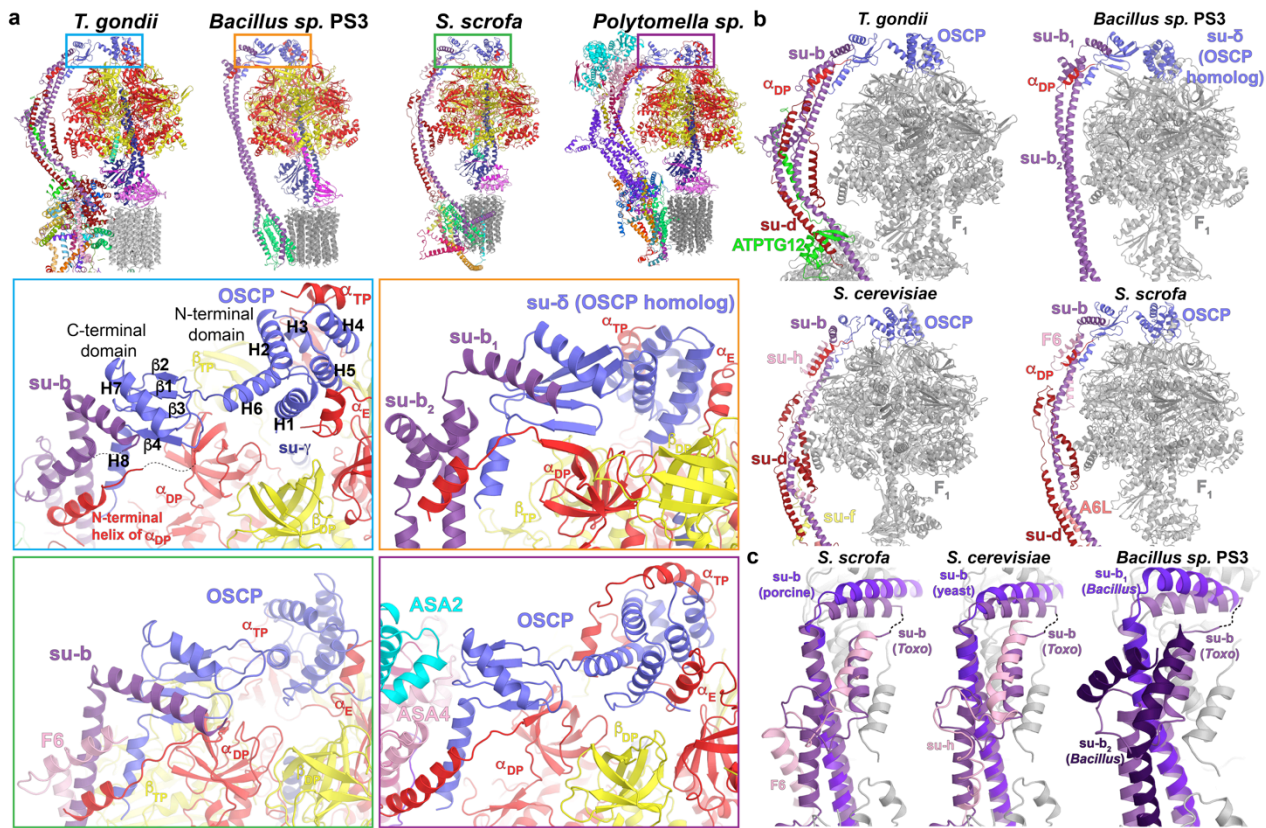 a
T. gondii
Bacillus sp. PS3
S. scrofa
Polytomella sp.
OSCP
αTP
N-terminal
domain
H3
H4
C-terminal
domain
H2
βTP
H5
β2
su-b
H7
β1
H6
αE
β3
H1
β4
su-γ
H8
αDP
N-terminal
helix of αDP
βDP
su-δ (OSCP homolog)
su-b1
αTP
αE
su-b2
βDP
αDP
βTP
OSCP
αTP
su-b
αE
F6
αDP
βDP
βTP
ASA2
OSCP
αTP
αE
ASA4
βDP
αDP
b
T. gondii
Bacillus sp. PS3
su-b
OSCP
αDP
su-d
ATPTG12
su-b1
su-δ
(OSCP
homolog)
αDP
su-b2
F1
S. cerevisiae
S. scrofa
su-b
OSCP
su-h
su-d
su-f
su-b
OSCP
F6
αDP
F1
A6L
su-d
c
S. scrofa
S. cerevisiae
Bacillus sp. PS3
su-b
(porcine)
su-b
(Toxo)
F6
su-b
(yeast)
su-b
(Toxo)
su-h
su-b1
(Bacillus)
su-b
(Toxo)
su-b2
(Bacillus)